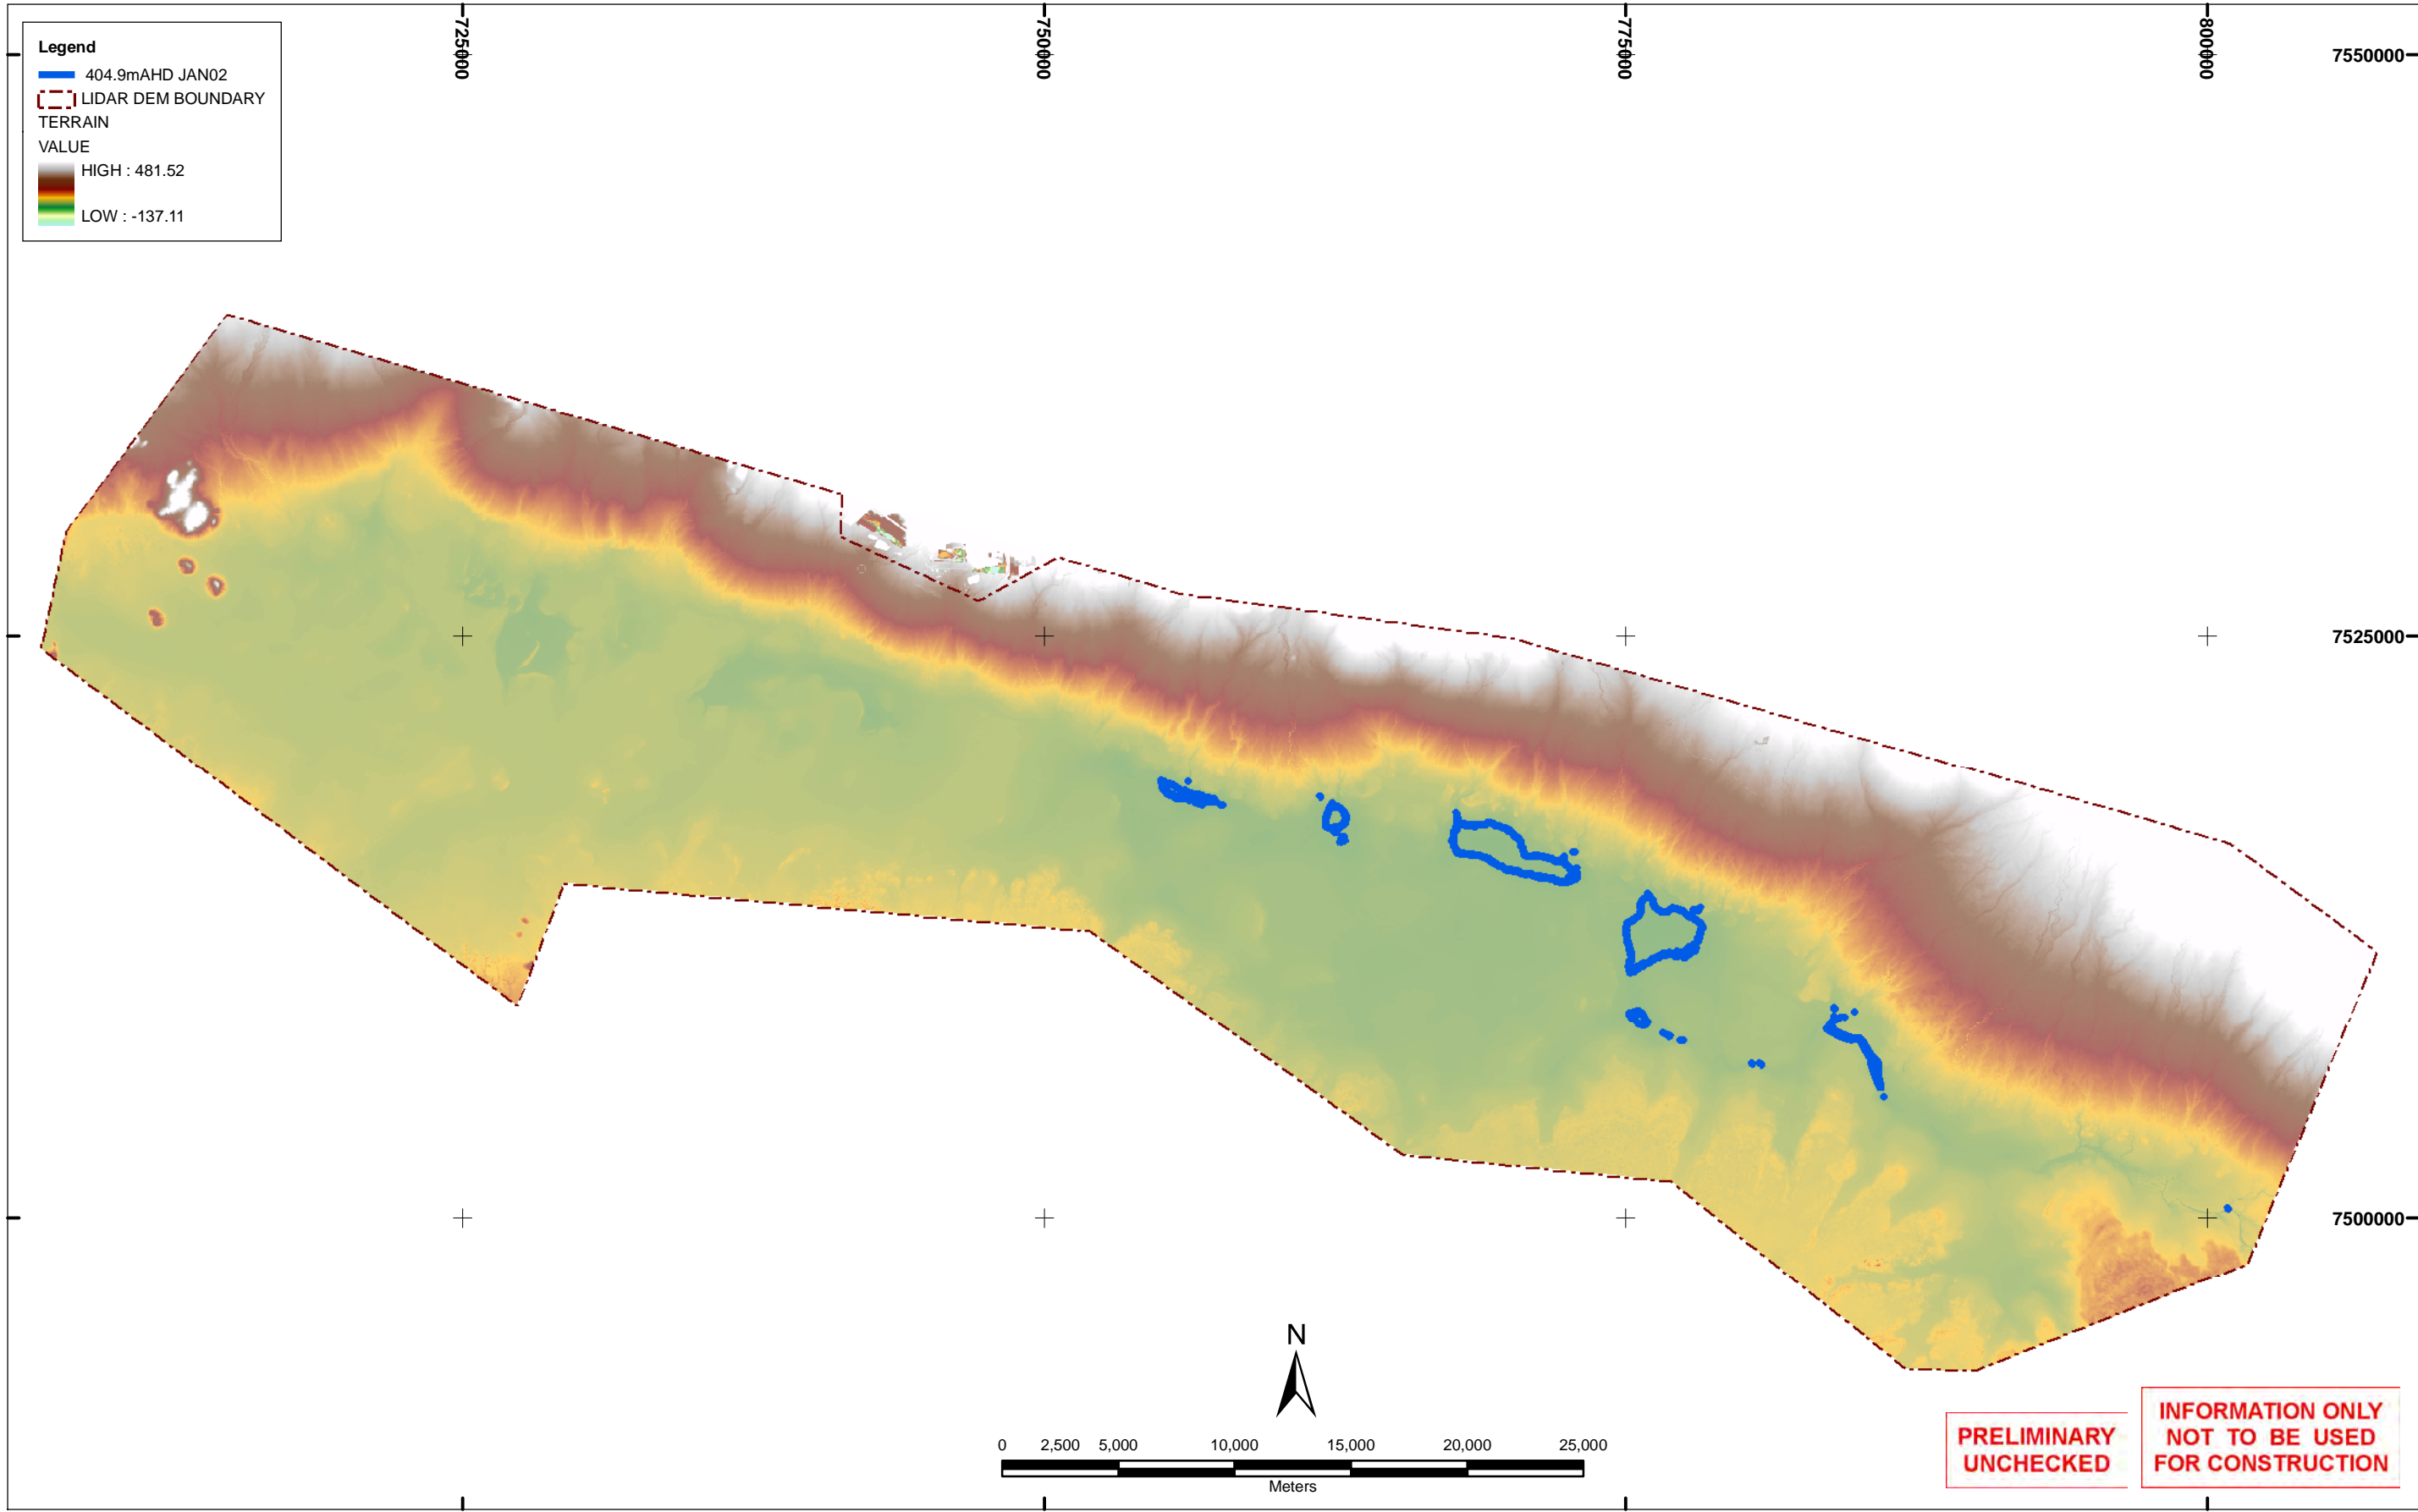 725000
750000
775000
800000
7550000
Legend
404.9mAHD JAN02
LIDAR DEM BOUNDARY
TERRAIN
VALUE
HIGH : 481.52
LOW : -137.11
7525000
7500000
N
0 2,500 5,000 10,000 15,000 20,000 25,000
Meters
PRELIMINARY
UNCHECKED
INFORMATION ONLY
NOT TO BE USED
FOR CONSTRUCTION